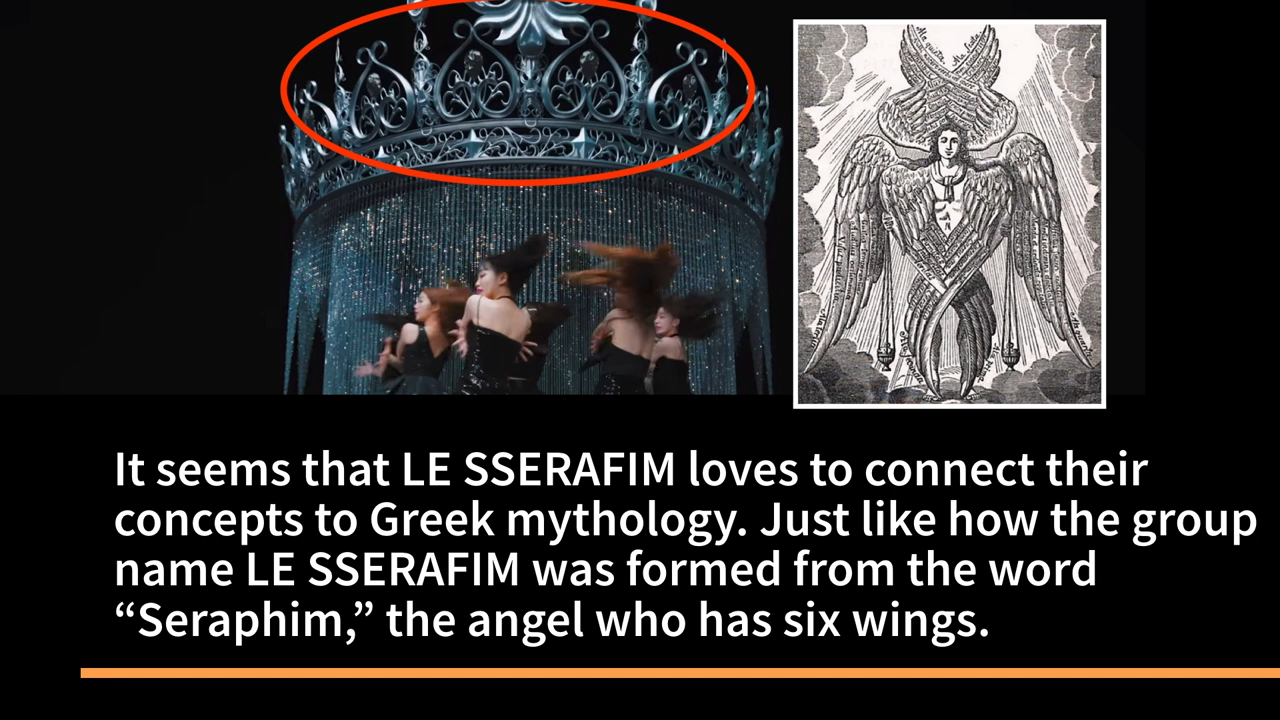 It seems that LE SSERAFIM loves to connect their
concepts to Greek mythology. Just like how the group
name LE SSERAFIM was formed from the word
“Seraphim,” the angel who has six wings.